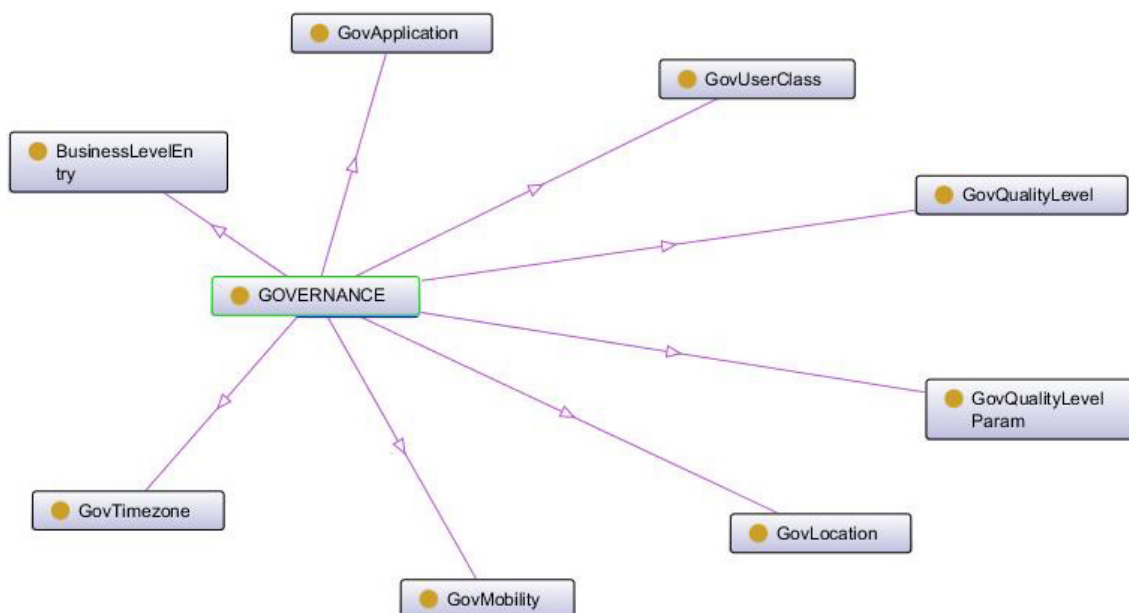 GovApplication
GovUserClass
BusinessLevelEn
try
GovQualityLevel
GOVERNANCE
GovQualityLevel
Param
GovTimezone
GovLocation
GovMobility